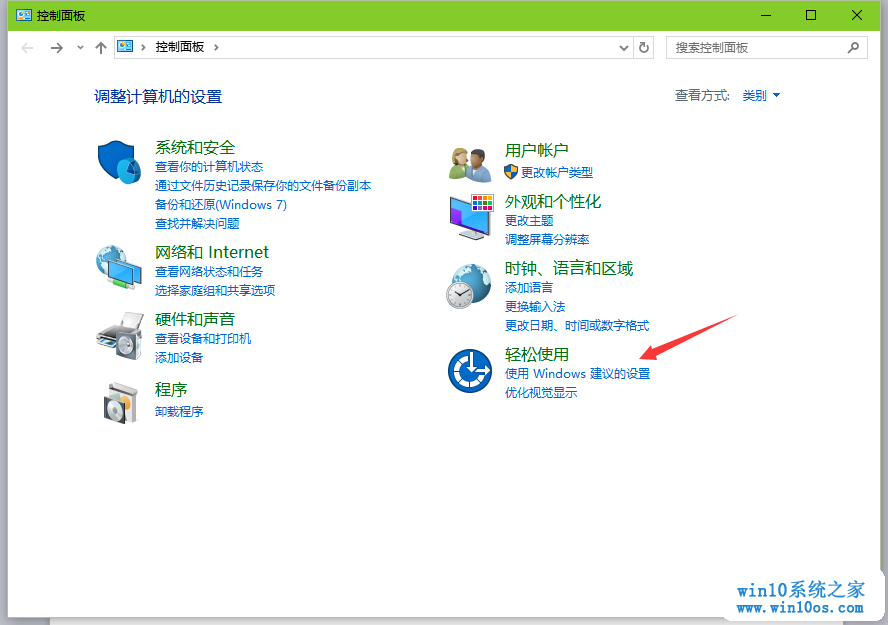 控制面板
控制面板
搜索控制面板
调整计算机的设置
查看方式: 类别
系统和安全
查看你的计算机状态
通过文件历史记录保存你的文件备份副本
备份和还原(Windows 7)
查找并解决问题
网络和 Internet
查看网络状态和任务
选择家庭组和共享选项
硬件和声音
查看设备和打印机
添加设备
程序
卸载程序
用户帐户
更改帐户类型
外观和个性化
更改主题
调整屏幕分辨率
时钟、语言和区域
添加语言
更换输入法
更改日期、时间或数字格式
轻松使用
使用 Windows 建议的设置
优化视觉显示
win10系统之家
www.win10os.com